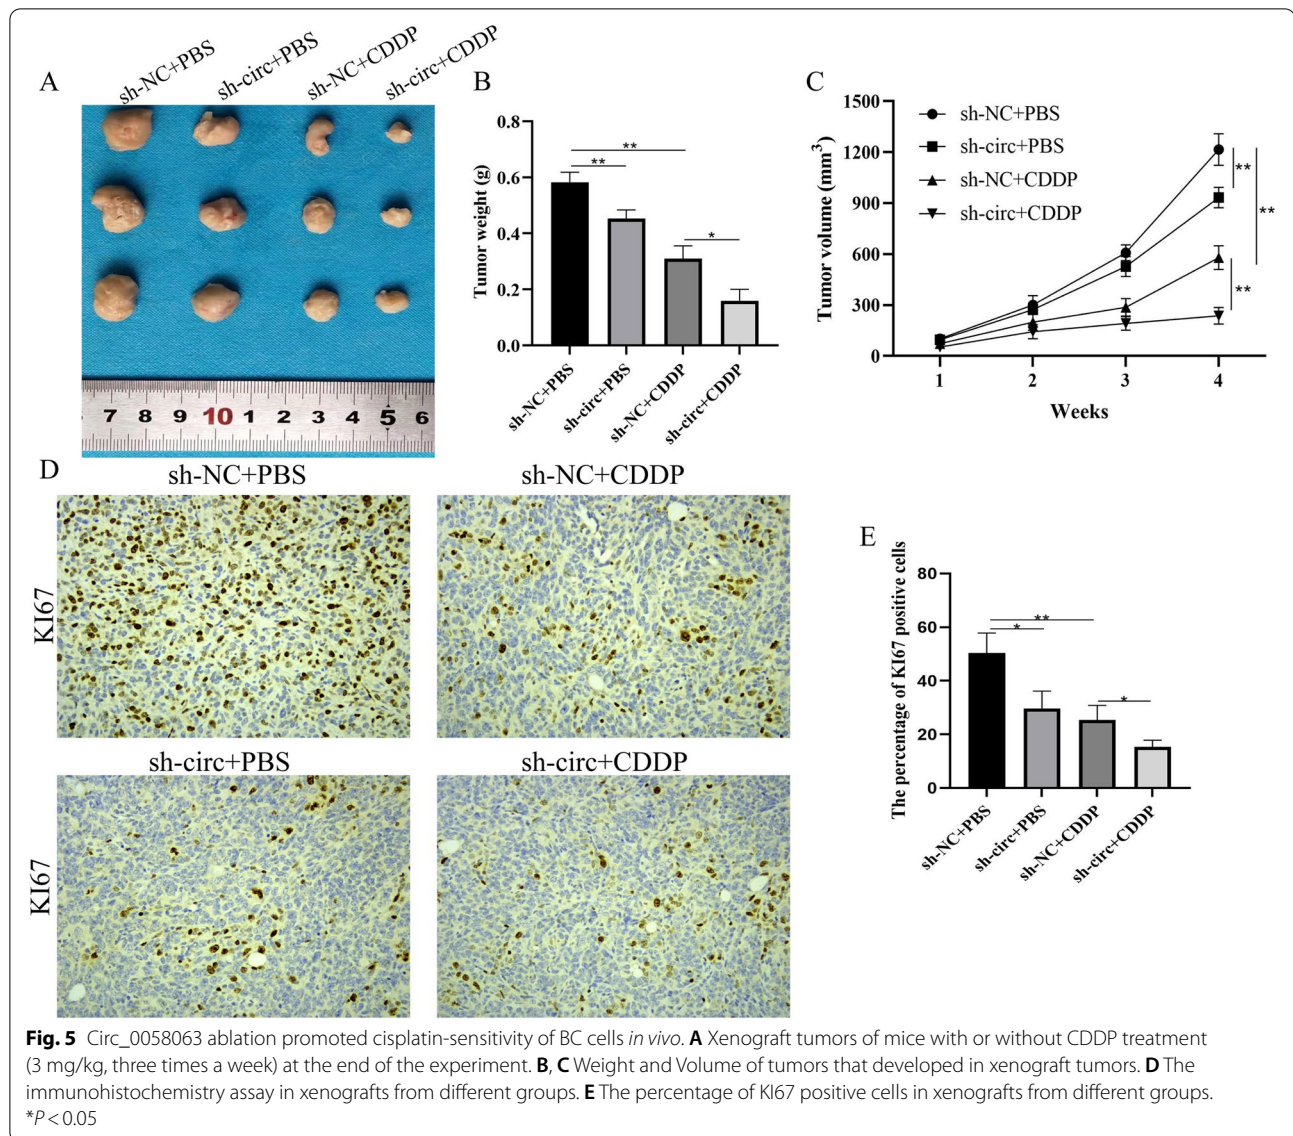 A
sh-NC+PBS
sh-circ+PBS
sh-NC+CDDP
sh-circ+CDDP
7 8 9 10 1 2 3 4 5 6
B
Tumor weight (g)
0.8
0.6
0.4
0.2
0.0
**
**
*
sh-NC+PBS
sh-circ+PBS
sh-NC+CDDP
sh-circ+CDDP
C
Tumor volume (mm³)
1500
1200
900
600
300
0
sh-NC+PBS
sh-circ+PBS
sh-NC+CDDP
sh-circ+CDDP
**
**
**
1 2 3 4
Weeks
D
sh-NC+PBS
sh-NC+CDDP
KI67
sh-circ+PBS
sh-circ+CDDP
KI67
E
The percentage of KI67 positive cells
80
60
40
20
0
**
*
*
sh-NC+PBS
sh-circ+PBS
sh-NC+CDDP
sh-circ+CDDP
Fig. 5 Circ_0058063 ablation promoted cisplatin-sensitivity of BC cells in vivo. A Xenograft tumors of mice with or without CDDP treatment
(3 mg/kg, three times a week) at the end of the experiment. B, C Weight and Volume of tumors that developed in xenograft tumors. D The
immunohistochemistry assay in xenografts from different groups. E The percentage of KI67 positive cells in xenografts from different groups.
*P < 0.05